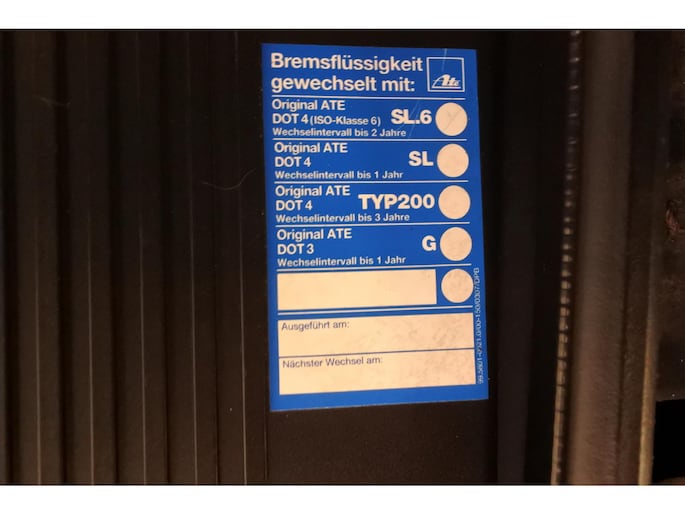 Bremsflüssigkeit
gewechselt mit:
Ate
Original ATE
DOT 4 (ISO-Klasse 6) SL.6
Wechselintervall bis 2 Jahre
Original ATE
DOT 4 SL
Wechselintervall bis 1 Jahr
Original ATE
DOT 4 TYP200
Wechselintervall bis 3 Jahre
Original ATE
DOT 3 G
Wechselintervall bis 1 Jahr
Ausgeführt am:
Nächster Wechsel am: